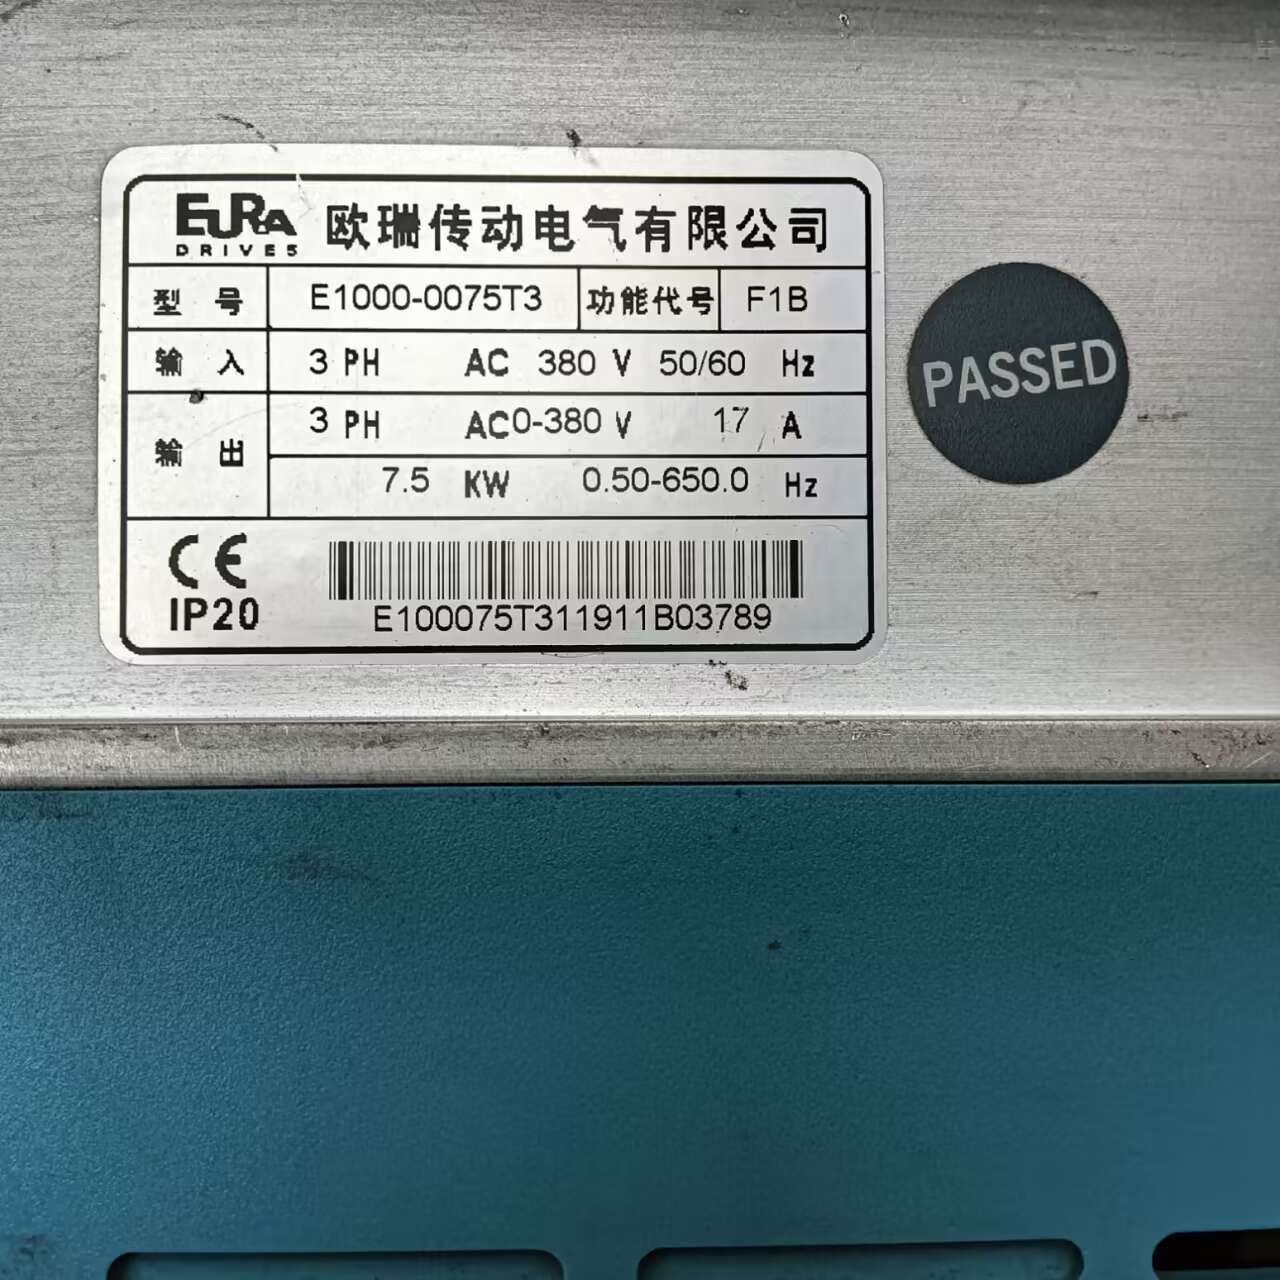 EURA DRIVES 欧瑞传动电气有限公司
型号 E1000-0075T3 功能代号 F1B
输入 3 PH AC 380 V 50/60 Hz
输出 3 PH AC0-380 V 17 A
7.5 KW 0.50-650.0 Hz
CE
IP20
E100075T311911B03789
PASSED